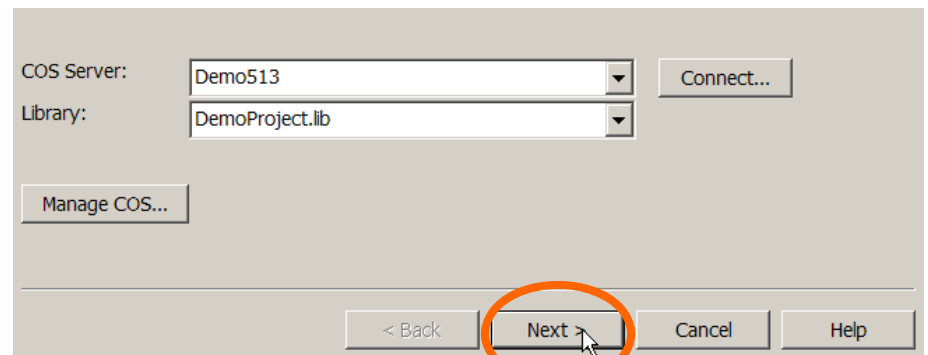 COS Server: Demo513 Connect...
Library: DemoProject.lib
Manage COS...
< Back Next > Cancel Help